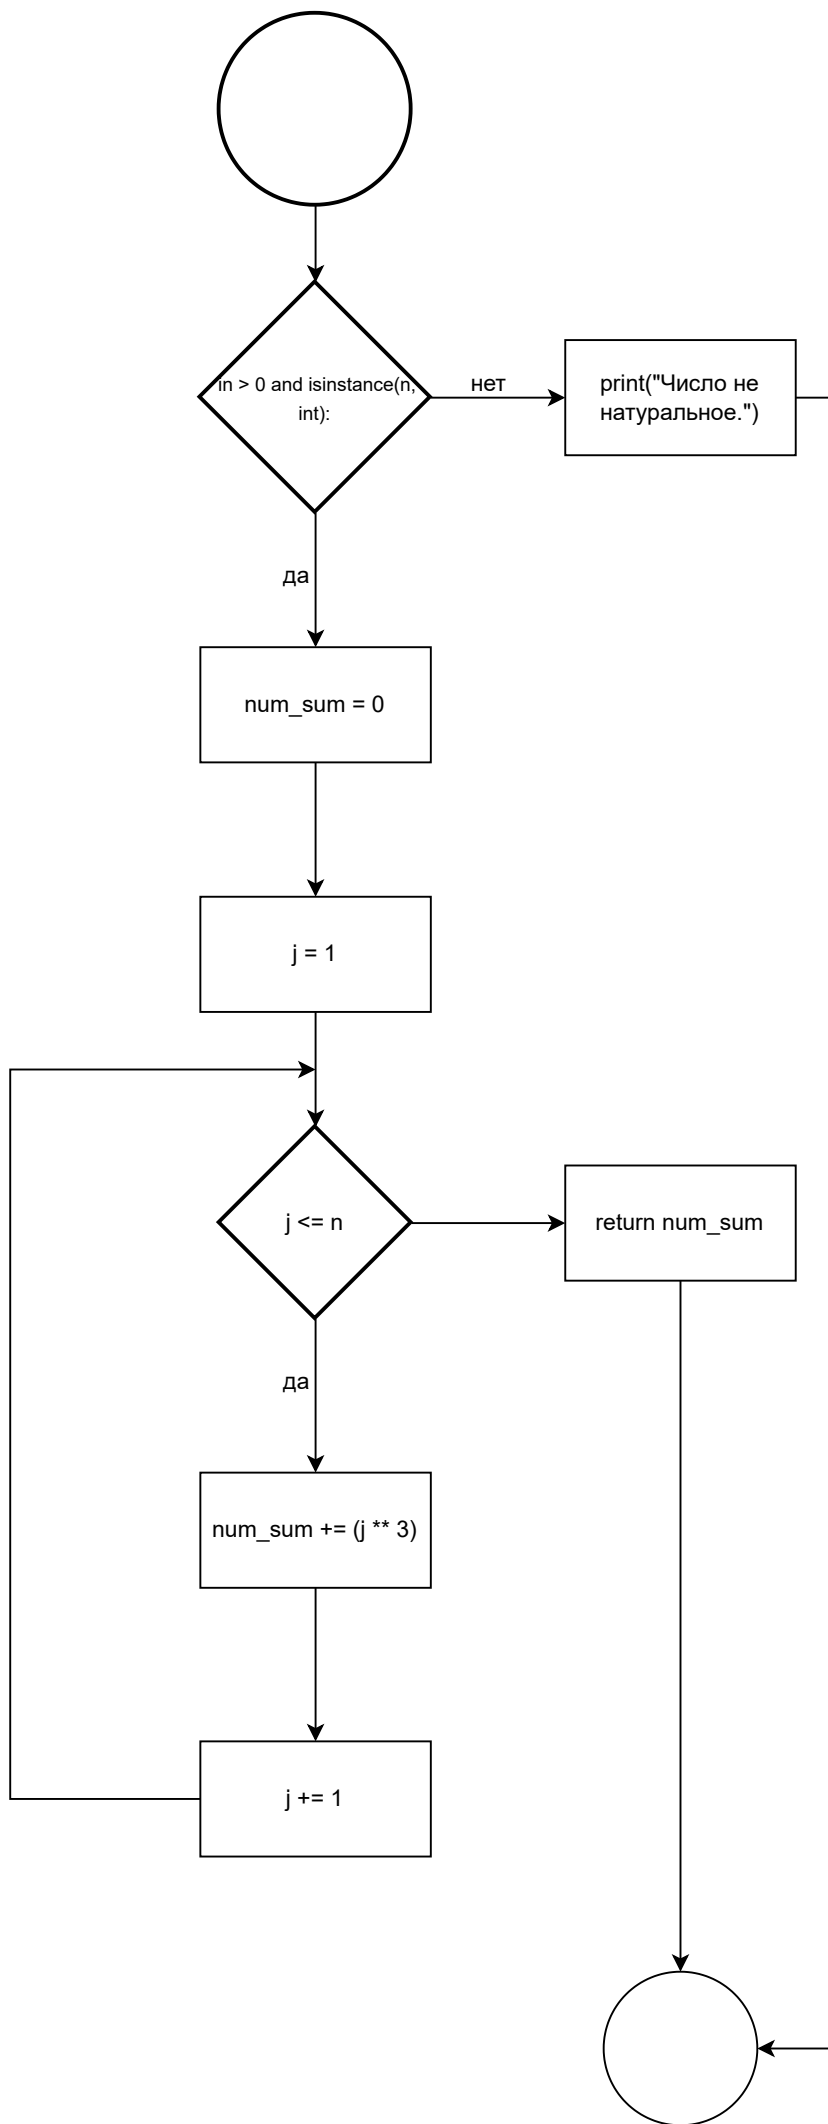 in > 0 and isinstance(n,
int):
нет
print("Число не
натуральное.")
да
num_sum = 0
j = 1
j <= n
return num_sum
да
num_sum += (j ** 3)
j += 1